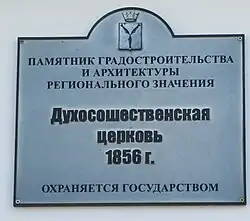 ПАМЯТНИК ГРАДОСТРОИТЕЛЬСТВА
И АРХИТЕКТУРЫ
РЕГИОНАЛЬНОГО ЗНАЧЕНИЯ
Духосошественская
церковь
1856 г.
ОХРАНЯЕТСЯ ГОСУДАРСТВОМ